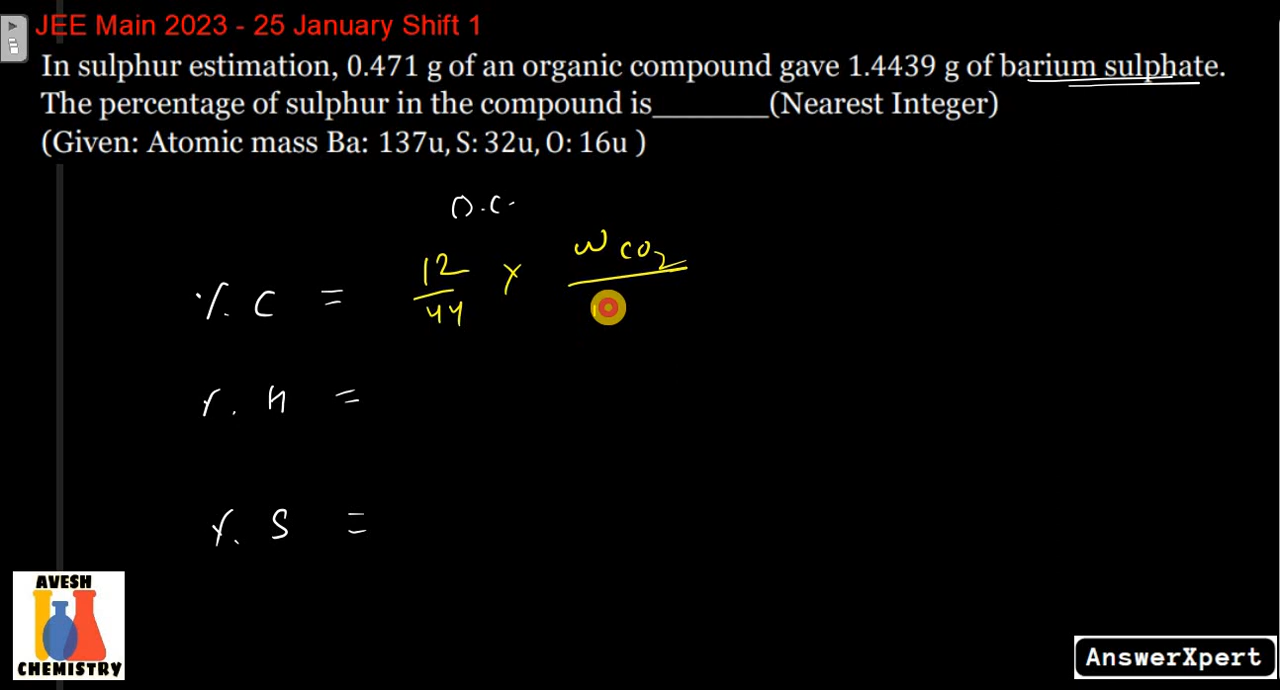 JEE Main 2023 - 25 January Shift 1
In sulphur estimation, 0.471 g of an organic compound gave 1.4439 g of barium sulphate.
The percentage of sulphur in the compound is_______(Nearest Integer)
(Given: Atomic mass Ba: 137u, S: 32u, O: 16u )
O.C.
%. C = 12/44 × w CO2
%. H =
%. S =
AVESH
CHEMISTRY
AnswerXpert